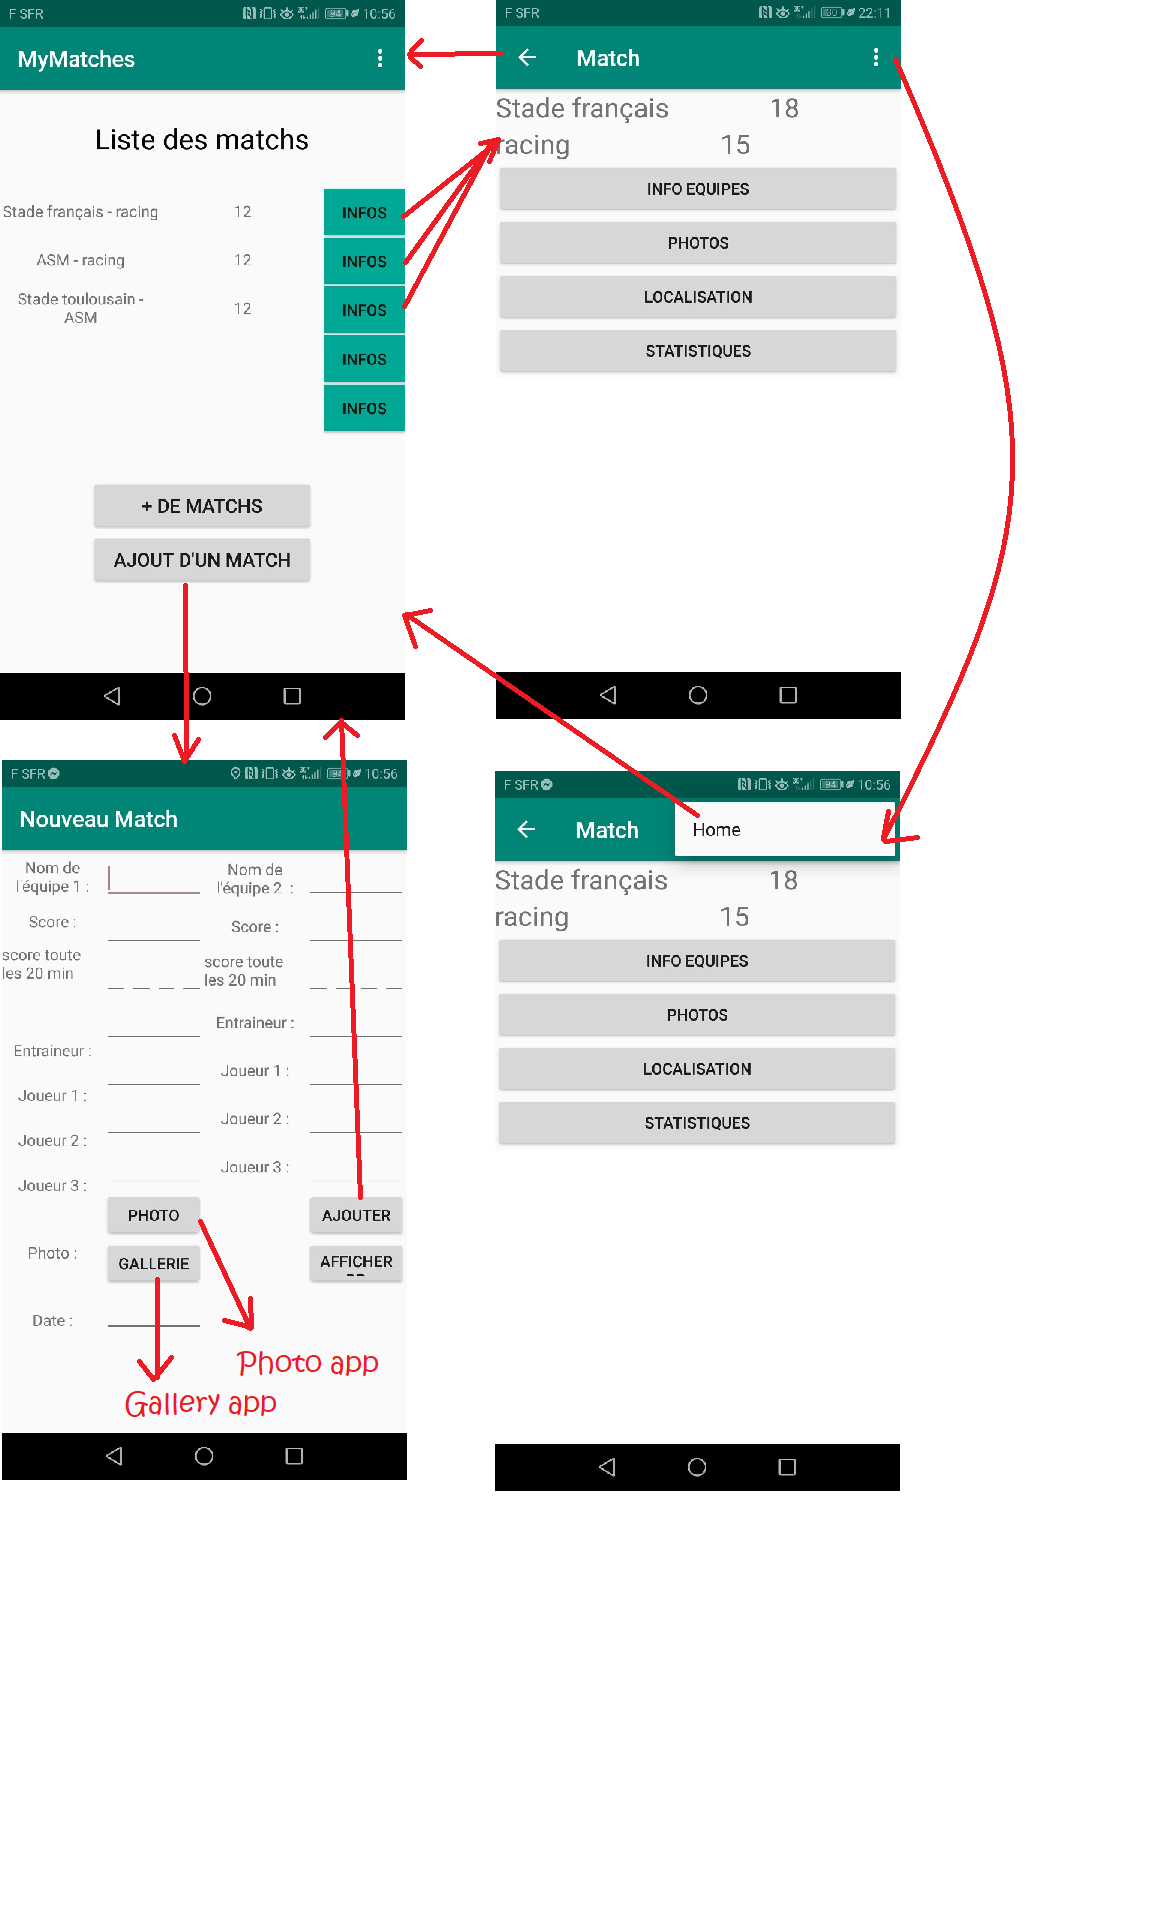 F SFR 94 10:56
MyMatches
Liste des matchs
Stade français - racing 12 INFOS
ASM - racing 12 INFOS
Stade toulousain -
ASM 12 INFOS
INFOS
INFOS
+ DE MATCHS
AJOUT D'UN MATCH
F SFR 80 22:11
Match
Stade français 18
racing 15
INFO EQUIPES
PHOTOS
LOCALISATION
STATISTIQUES
F SFR 94 10:56
Nouveau Match
Nom de
l'équipe 1 :
Nom de
l'équipe 2 :
Score :
Score :
score toute
les 20 min
score toute
les 20 min
Entraineur :
Entraineur :
Joueur 1 :
Joueur 1 :
Joueur 2 :
Joueur 2 :
Joueur 3 :
Joueur 3 :
PHOTO
AJOUTER
Photo :
GALLERIE
AFFICHER
Date :
Photo app
Gallery app
F SFR 94 10:56
Match
Home
Stade français 18
racing 15
INFO EQUIPES
PHOTOS
LOCALISATION
STATISTIQUES